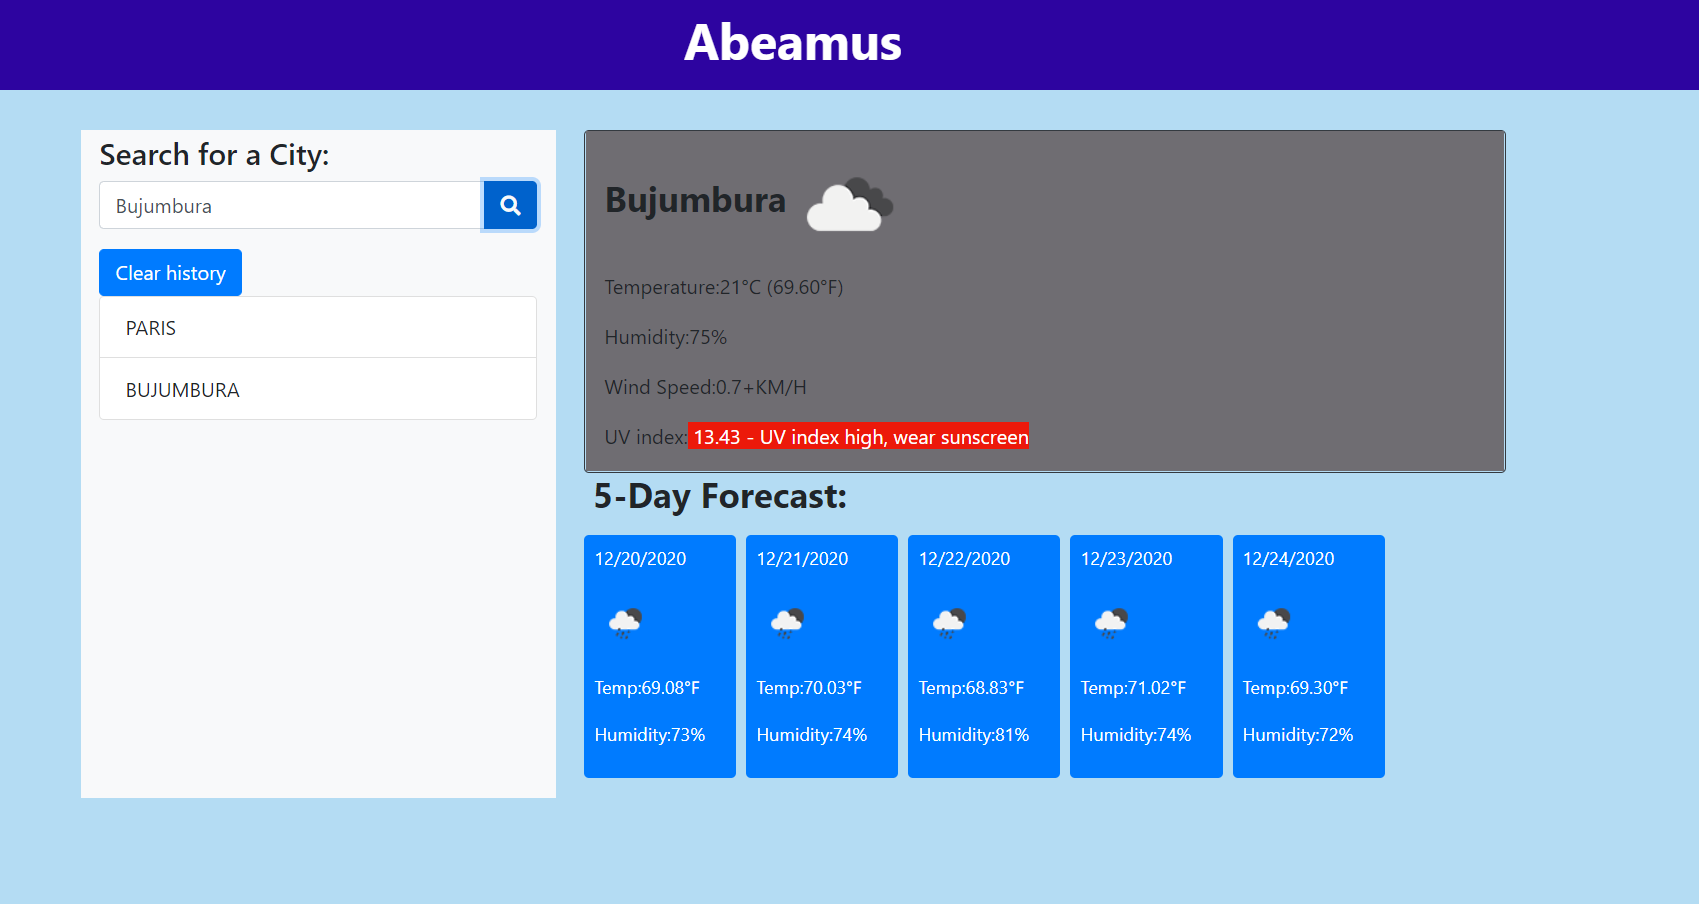 Abeamus
Search for a City:
Bujumbura
Clear history
PARIS
BUJUMBURA
Bujumbura
Temperature:21°C (69.60°F)
Humidity:75%
Wind Speed:0.7+KM/H
UV index: 13.43 - UV index high, wear sunscreen
5-Day Forecast:
12/20/2020
Temp:69.08°F
Humidity:73%
12/21/2020
Temp:70.03°F
Humidity:74%
12/22/2020
Temp:68.83°F
Humidity:81%
12/23/2020
Temp:71.02°F
Humidity:74%
12/24/2020
Temp:69.30°F
Humidity:72%